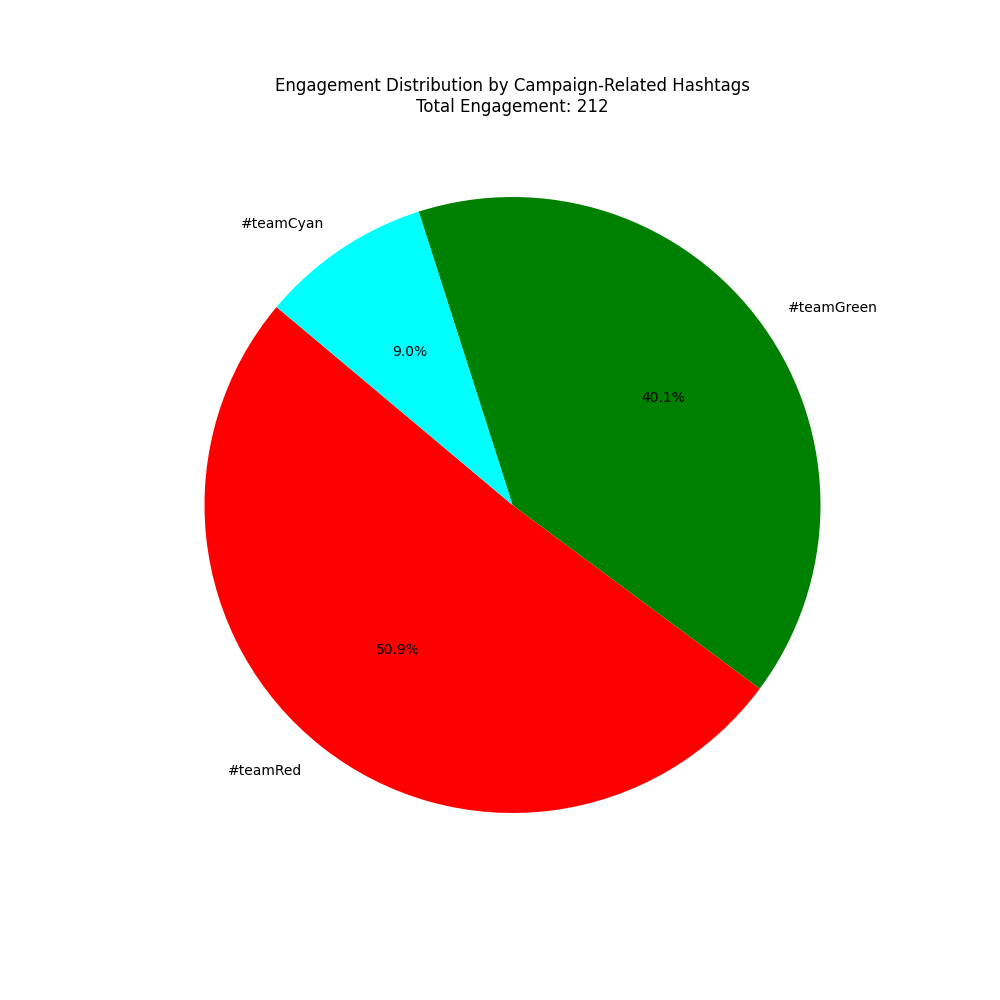 Engagement Distribution by Campaign-Related Hashtags
Total Engagement: 212
#teamCyan
#teamGreen
9.0%
40.1%
50.9%
#teamRed